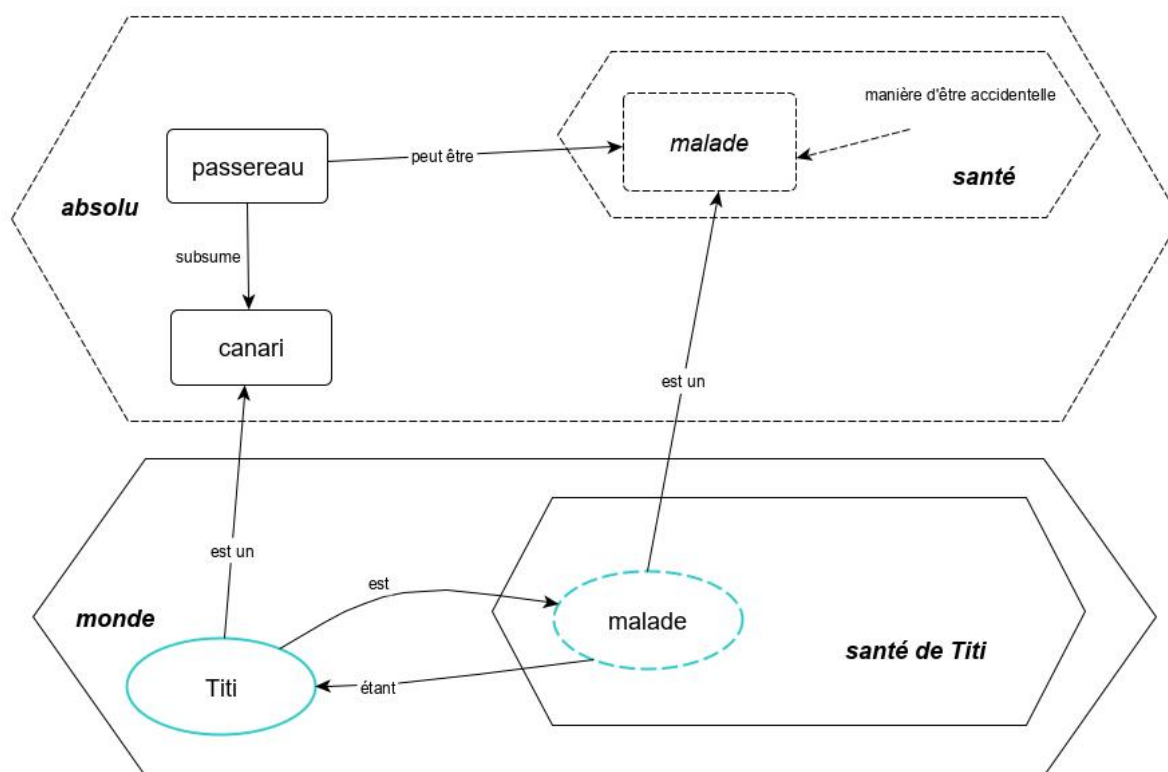 manière d'être accidentelle
malade
peut être
passereau
santé
absolu
subsume
canari
est un
est un
est
monde
malade
santé de Titi
Titi
étant